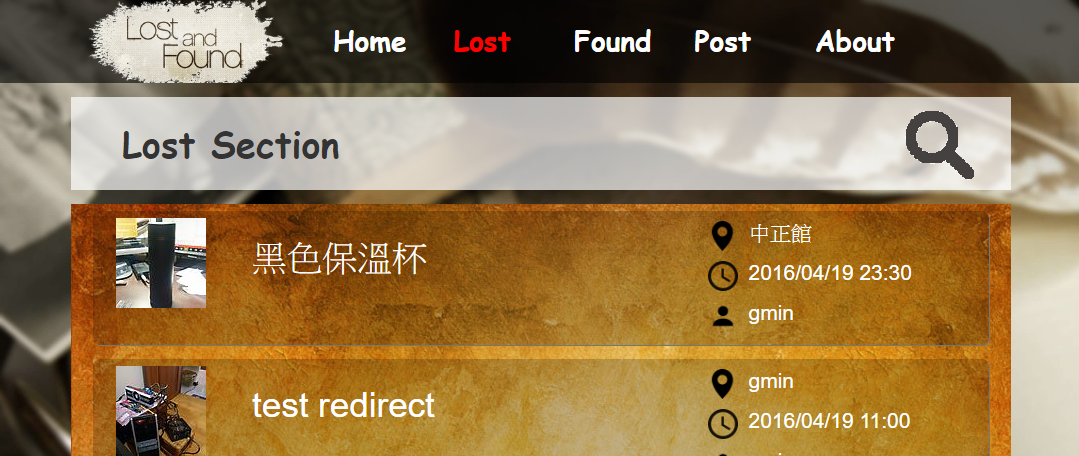 Lost and Found
Home Lost Found Post About
Lost Section
黑色保溫杯
中正館
2016/04/19 23:30
gmin
test redirect
gmin
2016/04/19 11:00